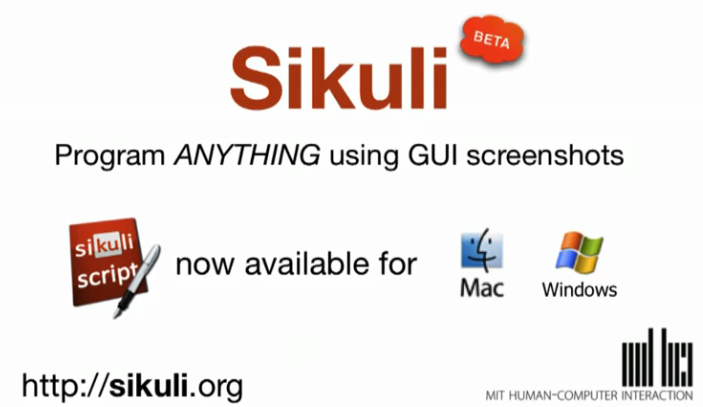 Sikuli
BETA
Program ANYTHING using GUI screenshots
sikuli
script
now available for
Mac
Windows
http://sikuli.org
MIT HUMAN-COMPUTER INTERACTION